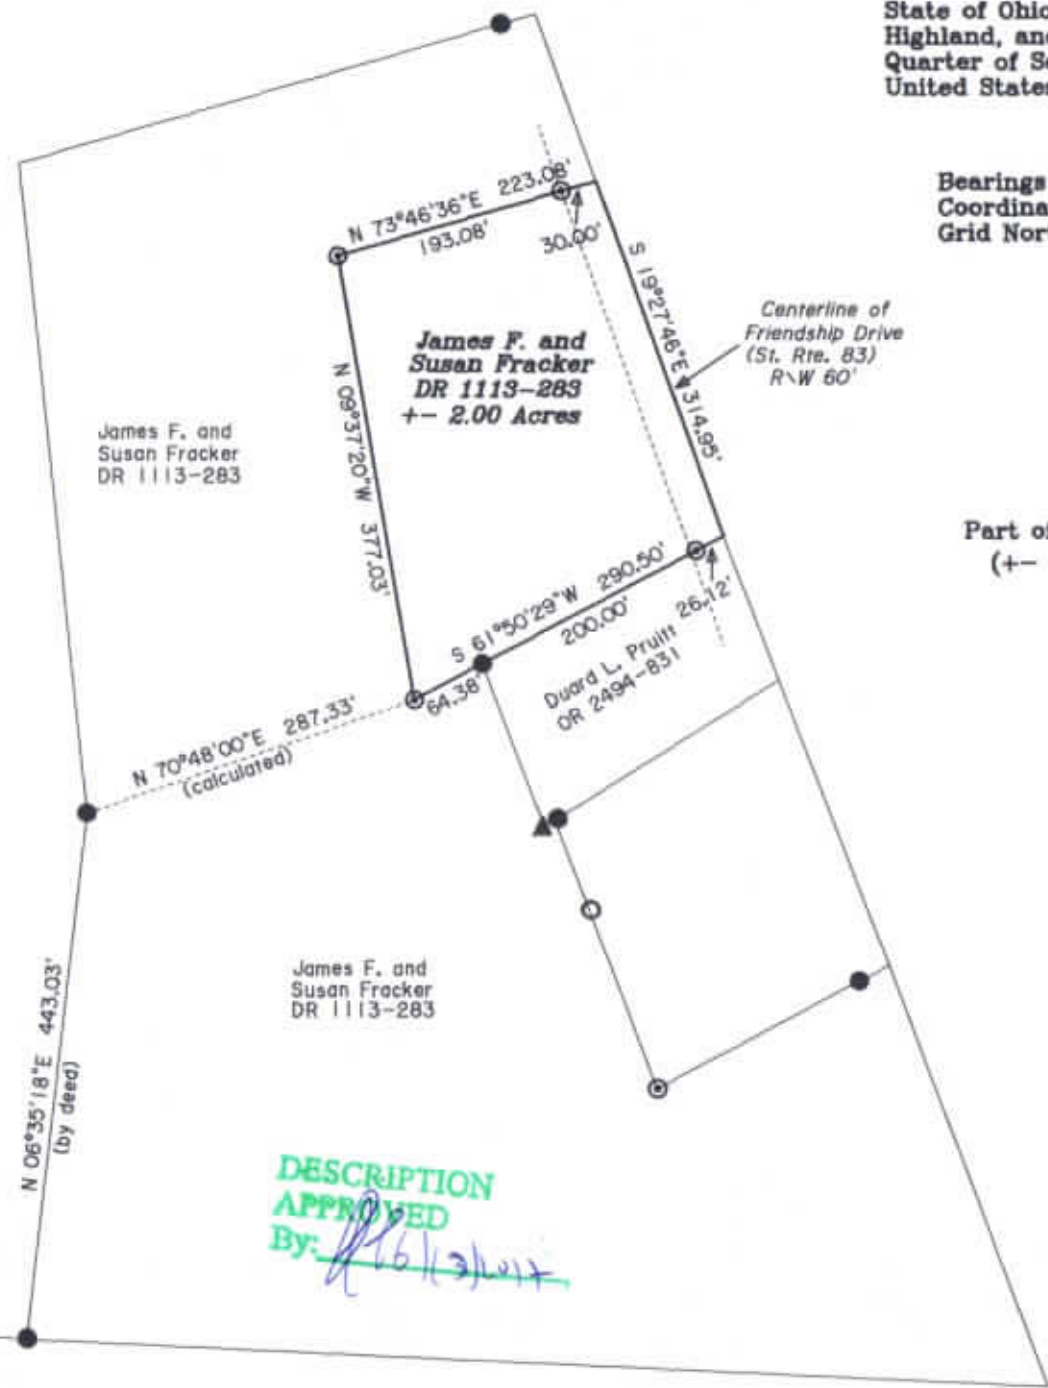 State of Ohio
Highland, and
Quarter of Se
United States
Bearings
Coordina
Grid Nor
N 73°46'36"E 223.08'
193.08'
30.00'
S 19°27'46"E 314.95'
Centerline of
Friendship Drive
(St. Rte. 83)
R\W 60'
James F. and
Susan Fracker
DR 1113-283
+- 2.00 Acres
N 09°37'20"W 377.03'
James F. and
Susan Fracker
DR 1113-283
Part of
(+-
S 61°50'29"W 290.50'
200.00'
26.12'
64.38'
Duard L. Pruitt
OR 2494-831
N 70°48'00"E 287.33'
(calculated)
N 06°35'18"E 443.03'
(by deed)
James F. and
Susan Fracker
DR 1113-283
DESCRIPTION
APPROVED
By: